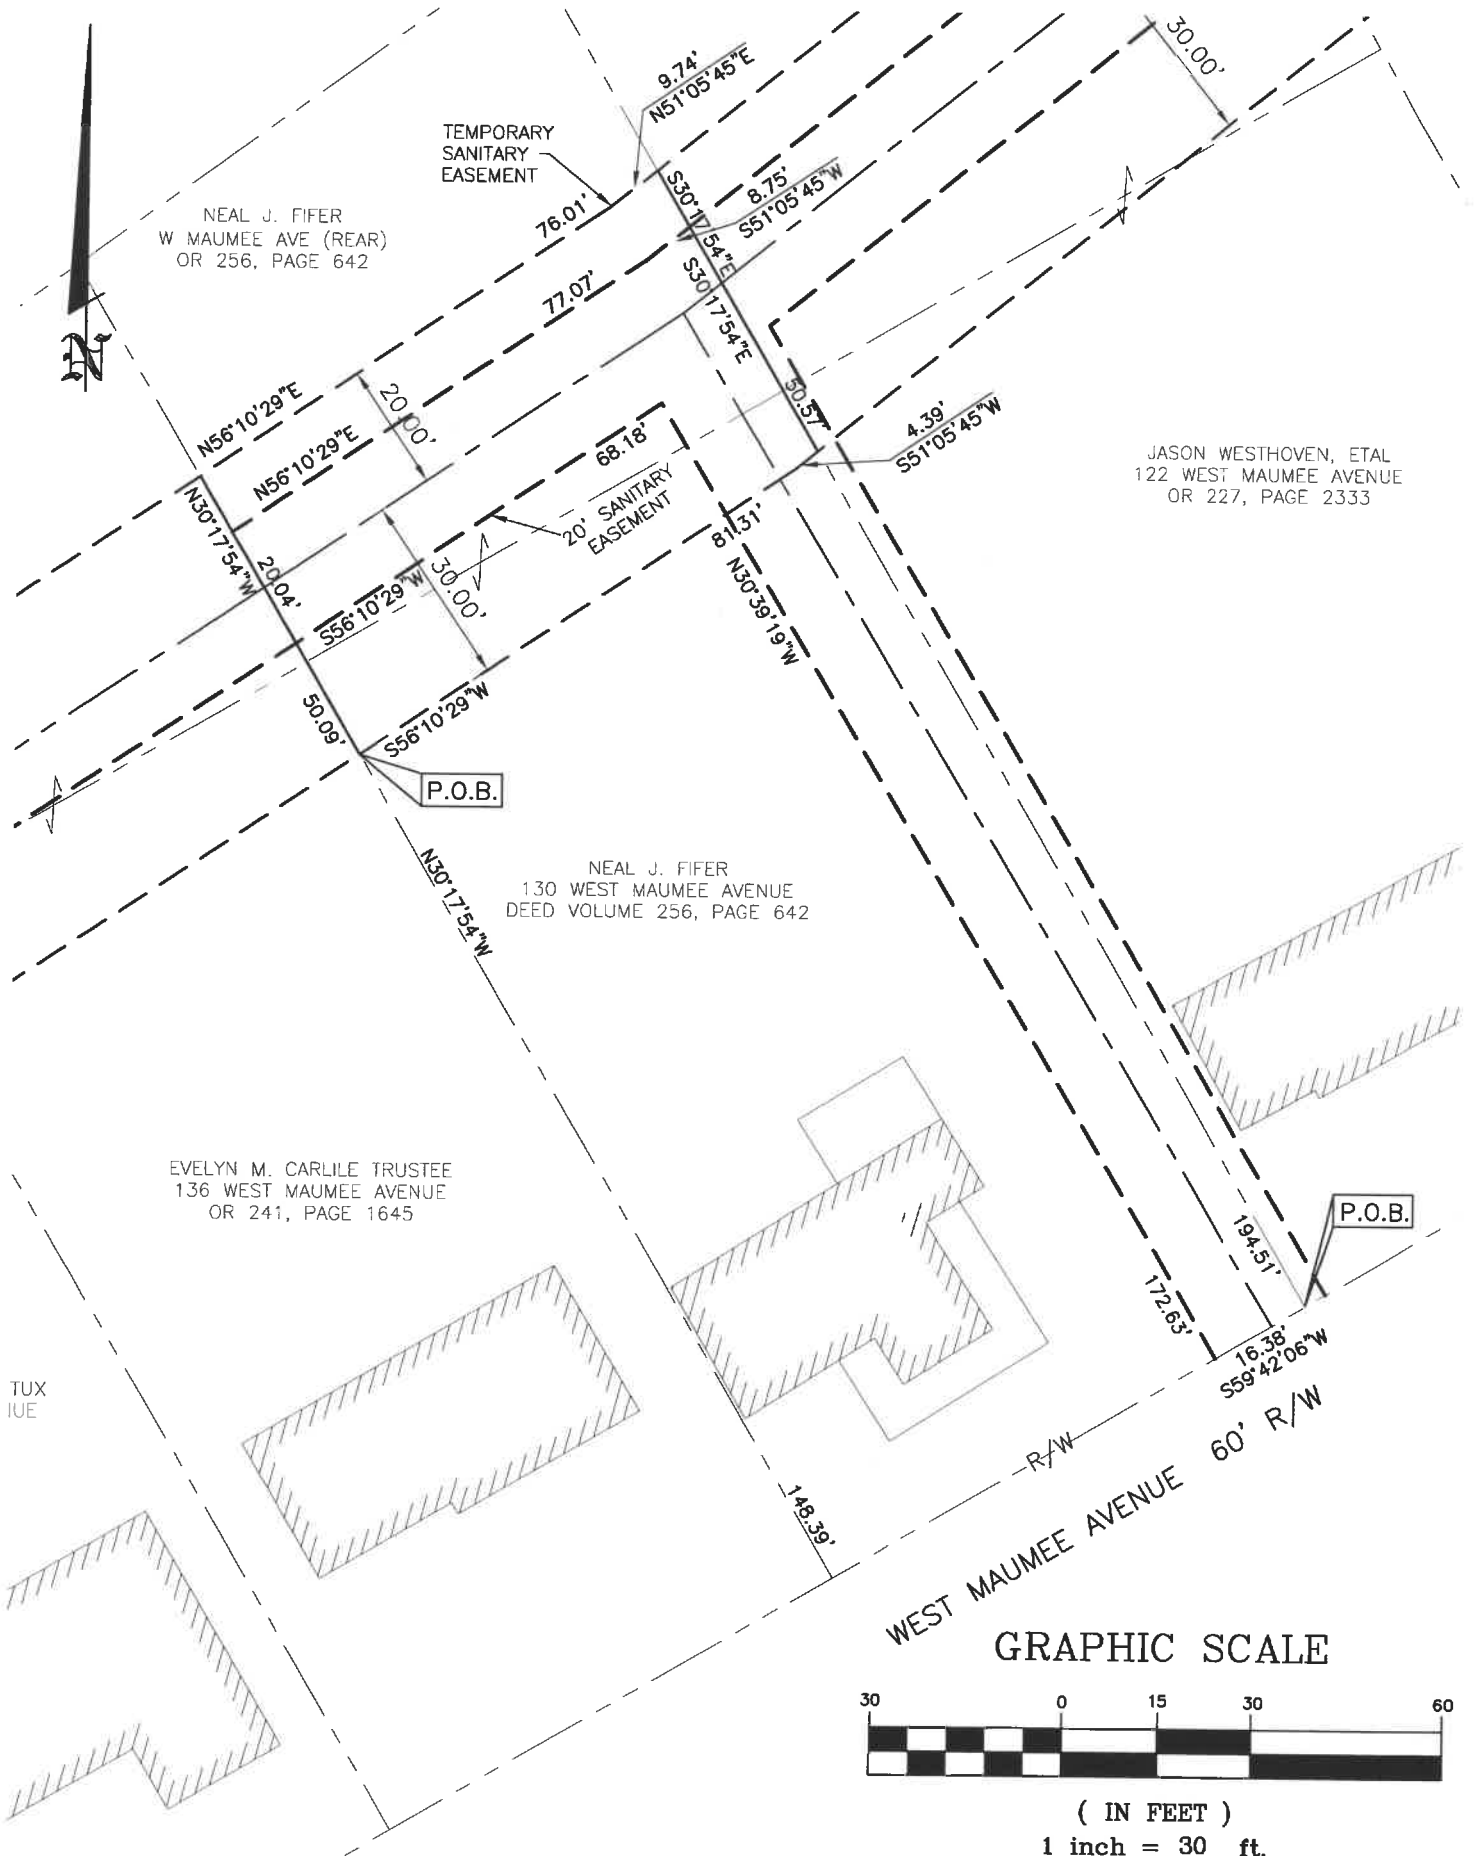 30.00'
9.74'
N51°05'45"E
TEMPORARY
SANITARY
EASEMENT
76.01'
S30°17'54"E
8.75'
S51°05'45"W
NEAL J. FIFER
W MAUMEE AVE (REAR)
OR 256, PAGE 642
77.07'
S30°17'54"E
N
N56°10'29"E
20.00'
50.57'
4.39'
S51°05'45"W
N56°10'29"E
68.18'
JASON WESTHOVEN, ETAL
122 WEST MAUMEE AVENUE
OR 227, PAGE 2333
20' SANITARY
EASEMENT
N30°17'54"W
20.04'
81.31'
S56°10'29"W
30.00'
N30°39'19"W
50.09'
S56°10'29"W
P.O.B.
N30°17'54"W
NEAL J. FIFER
130 WEST MAUMEE AVENUE
DEED VOLUME 256, PAGE 642
EVELYN M. CARLILE TRUSTEE
136 WEST MAUMEE AVENUE
OR 241, PAGE 1645
P.O.B.
194.51'
172.63'
16.38'
S59°42'06"W
TUX
IUE
R/W
WEST MAUMEE AVENUE 60' R/W
148.39'
GRAPHIC SCALE
30 0 15 30 60
( IN FEET )
1 inch = 30 ft.